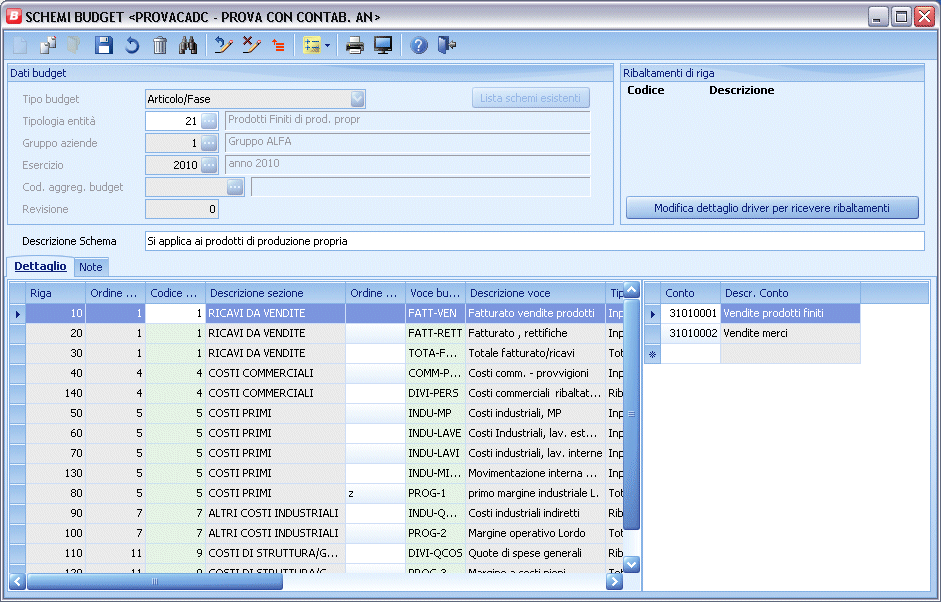 SCHEMI BUDGET <PROVACADC - PROVA CON CONTAB. AN>
Dati budget
Tipo budget Articolo/Fase Lista schemi esistenti
Tipologia entità 21 Prodotti Finiti di prod. propr
Gruppo aziende 1 Gruppo ALFA
Esercizio 2010 anno 2010
Cod. aggreg. budget
Revisione 0
Ribaltamenti di riga
Codice Descrizione
Modifica dettaglio driver per ricevere ribaltamenti
Descrizione Schema Si applica ai prodotti di produzione propria
Dettaglio Note
Riga Ordine ... Codice ... Descrizione sezione Ordine ... Voce bu... Descrizione voce Tip
10 1 1 RICAVI DA VENDITE FATT-VEN Fatturato vendite prodotti Inp
20 1 1 RICAVI DA VENDITE FATT-RETT Fatturato , rettifiche Inp
30 1 1 RICAVI DA VENDITE TOTA-F... Totale fatturato/ricavi Tot
40 4 4 COSTI COMMERCIALI COMM-P... Costi comm. - provvigioni Inp
140 4 4 COSTI COMMERCIALI DIVI-PERS Costi commerciali ribaltat... Rib
50 5 5 COSTI PRIMI INDU-MP Costi industriali, MP Inp
60 5 5 COSTI PRIMI INDU-LAVE Costi Industriali, lav. est... Inp
70 5 5 COSTI PRIMI INDU-LAVI Costi industriali, lav. interne Inp
130 5 5 COSTI PRIMI INDU-MI... Movimentazione interna ... Inp
80 5 5 COSTI PRIMI z PROG-1 primo margine industriale L. Tot
90 7 7 ALTRI COSTI INDUSTRIALI INDU-Q... Costi industriali indiretti Rib
100 7 7 ALTRI COSTI INDUSTRIALI PROG-2 Margine operativo Lordo Tot
110 11 9 COSTI DI STRUTTURA/G... DIVI-QCOS Quote di spese generali Rib
120 11 9 COSTI DI STRUTTURA/G... PROG-3 Margine a costi pieni Tot
Conto Descr. Conto
31010001 Vendite prodotti finiti
31010002 Vendite merci